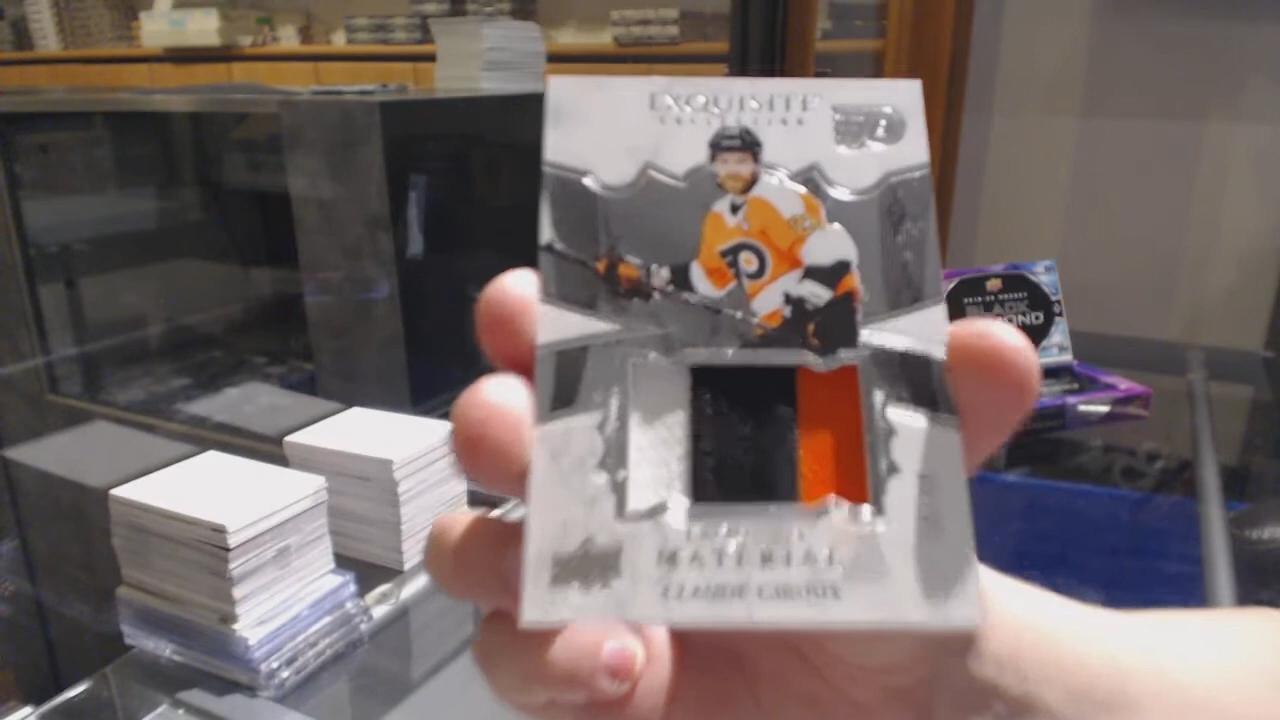 EXQUISITE
COLLECTION
MATERIAL
CLAUDE GIROUX
BLACK
DIAMOND